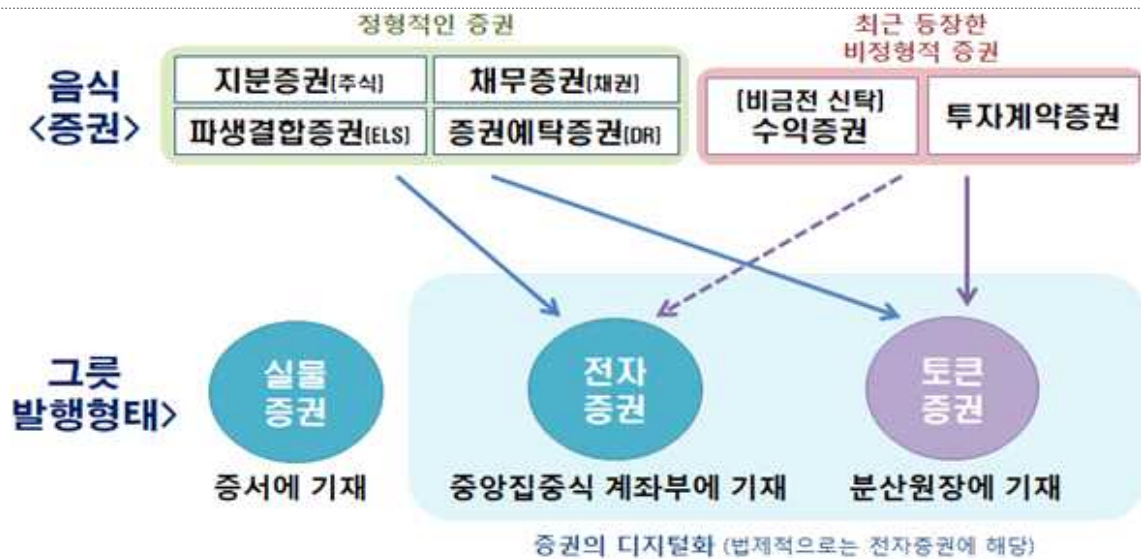 정형적인 증권
최근 등장한
비정형적 증권
음식
<증권>
지분증권(주식)
채무증권(채권)
파생결합증권(ELS)
증권예탁증권(DR)
(비금전 신탁)
수익증권
투자계약증권
그릇
발행형태>
실물
증권
전자
증권
토큰
증권
증서에 기재
중앙집중식 계좌부에 기재
분산원장에 기재
증권의 디지털화 (법제적으로는 전자증권에 해당)